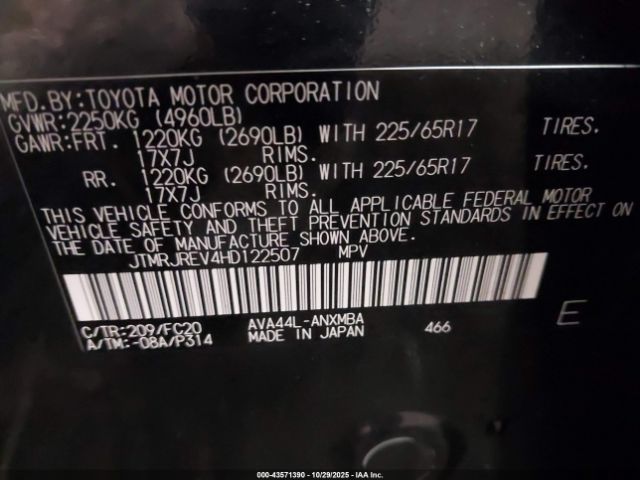 MFD.BY:TOYOTA MOTOR CORPORATION
GVWR:2250KG (4960LB)
GAWR:FRT. 1220KG (2690LB) WITH 225/65R17 TIRES.
17X7J RIMS.
RR. 1220KG (2690LB) WITH 225/65R17 TIRES.
17X7J RIMS.
THIS VEHICLE CONFORMS TO ALL APPLICABLE FEDERAL MOTOR
VEHICLE SAFETY AND THEFT PREVENTION STANDARDS IN EFFECT ON
THE DATE OF MANUFACTURE SHOWN ABOVE.
JTMRJREV4HD122507 MPV
C/TR:209/FC20 AVA44L-ANXMBA 466 E
A/TM:-08A/P314 MADE IN JAPAN
000-43571390 - 10/29/2025 - IAA Inc.